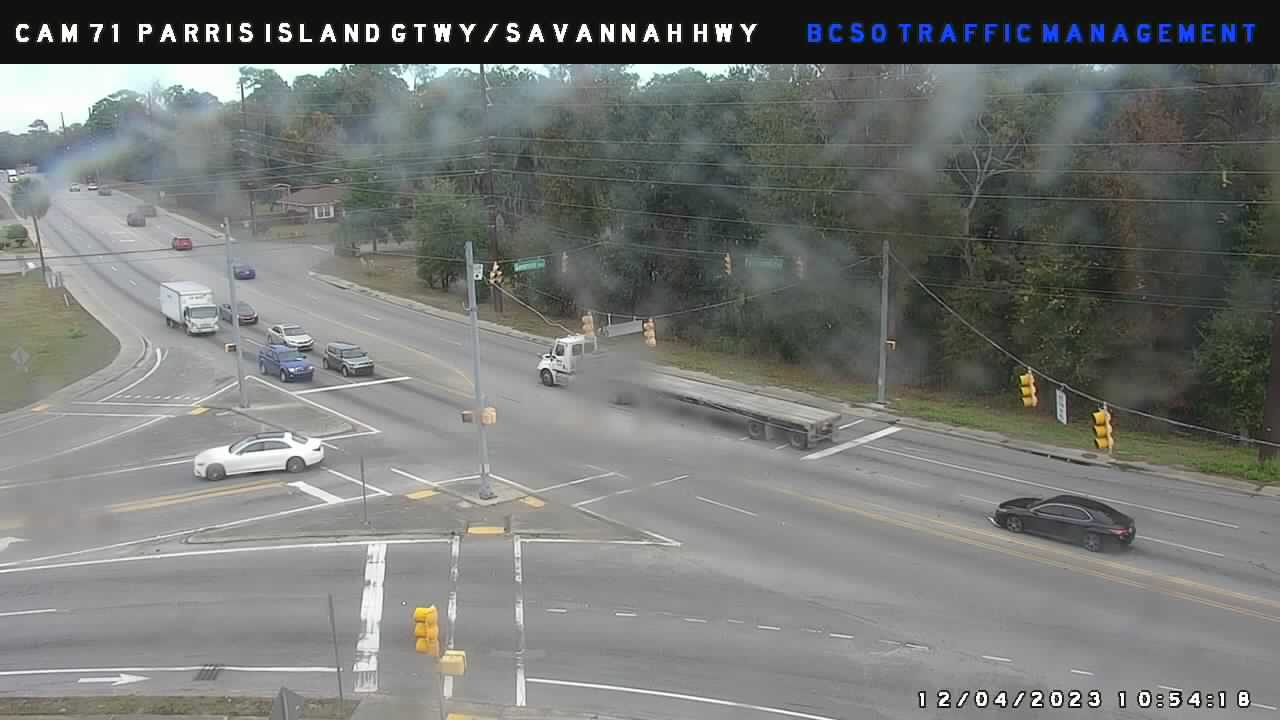 CAM 71 PARRIS ISLAND GTWY/SAVANNAH HWY BCSO TRAFFIC MANAGEMENT
12/04/2023 10:54:18